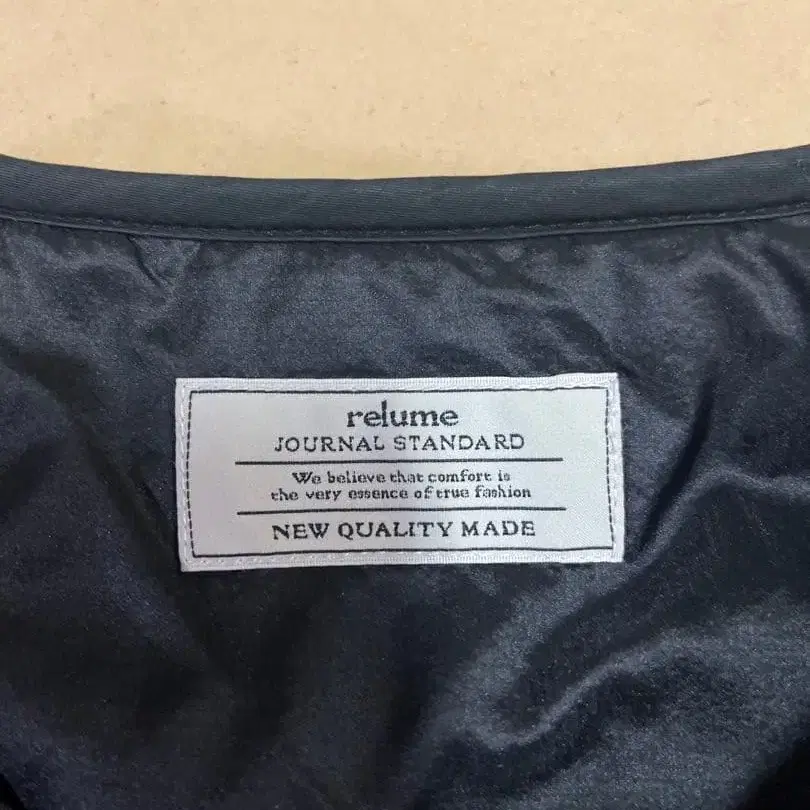 relume
JOURNAL STANDARD
We believe that comfort is
the very essence of true fashion
NEW QUALITY MADE